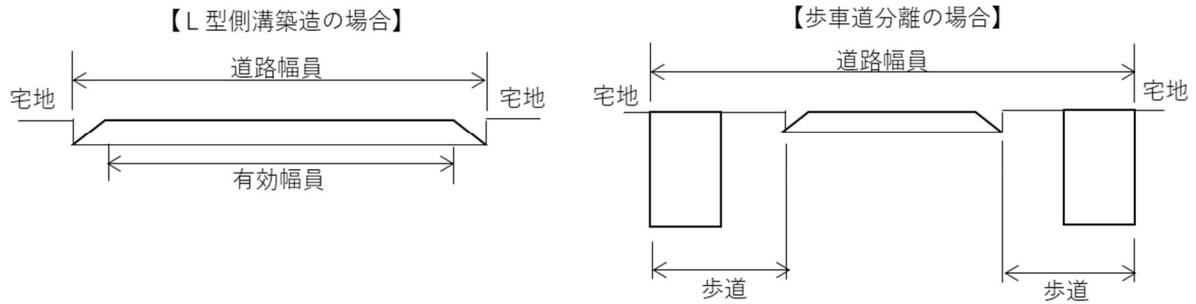 【Ｌ型側溝築造の場合】
道路幅員
宅地
宅地
有効幅員
【歩車道分離の場合】
道路幅員
宅地
宅地
歩道
歩道